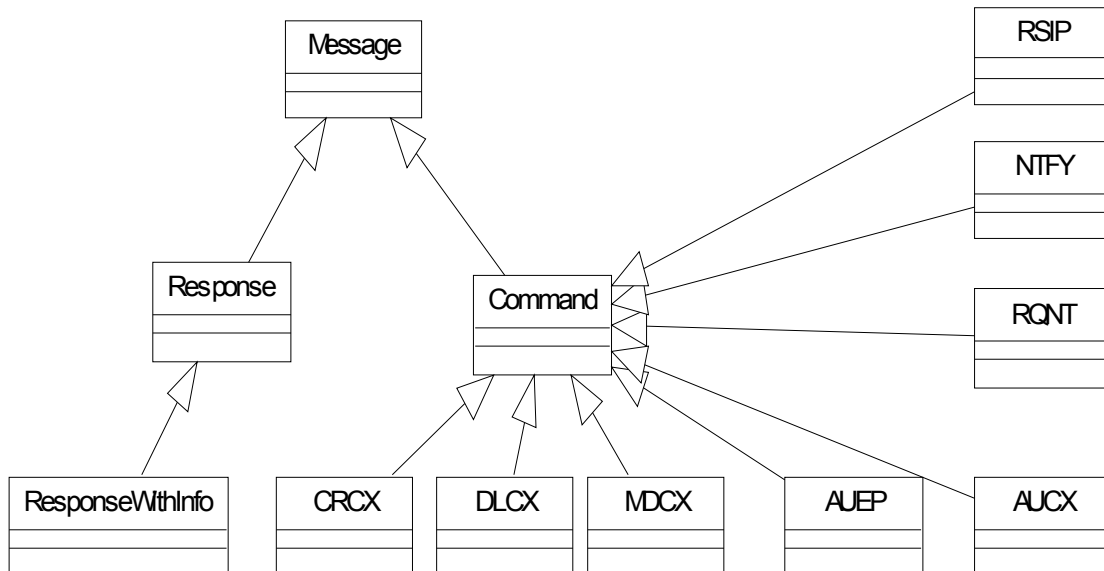 Message
RSIP
NTFY
Response
Command
RQNT
ResponseWithInfo
CRCX
DLCX
MDCX
AUEP
AUCX